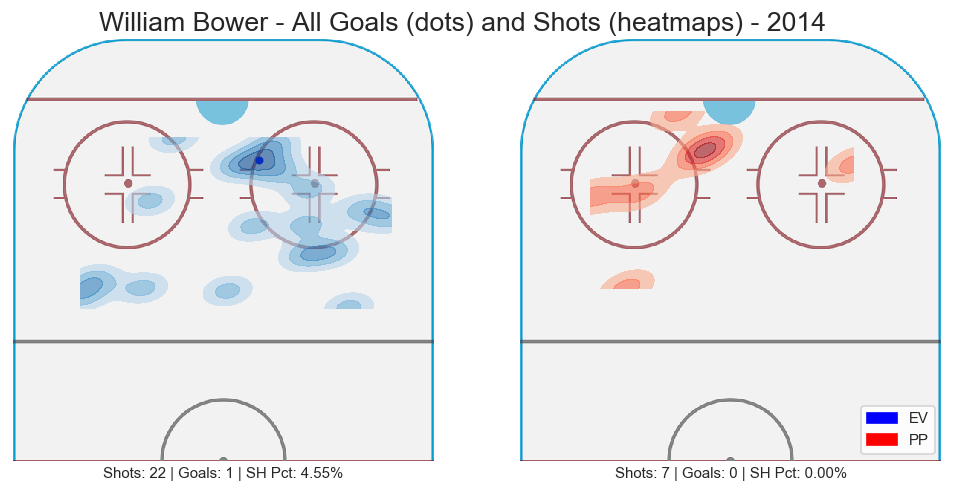 William Bower - All Goals (dots) and Shots (heatmaps) - 2014
EV
PP
Shots: 22 | Goals: 1 | SH Pct: 4.55%
Shots: 7 | Goals: 0 | SH Pct: 0.00%